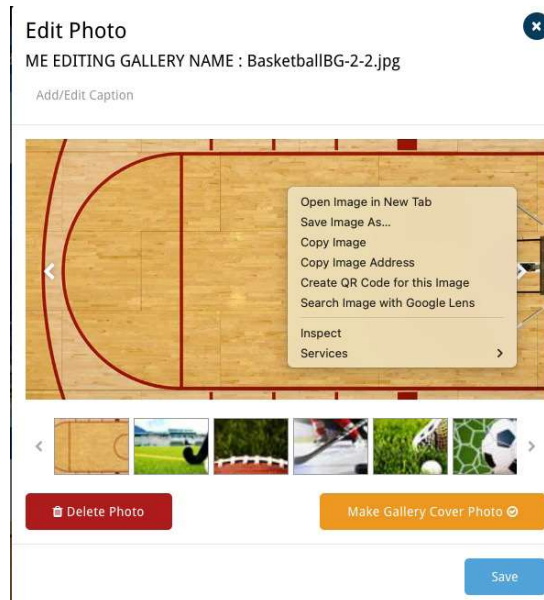 Edit Photo
ME EDITING GALLERY NAME : BasketballBG-2-2.jpg
Add/Edit Caption
Open Image in New Tab
Save Image As...
Copy Image
Copy Image Address
Create QR Code for this Image
Search Image with Google Lens
Inspect
Services
Delete Photo
Make Gallery Cover Photo
Save